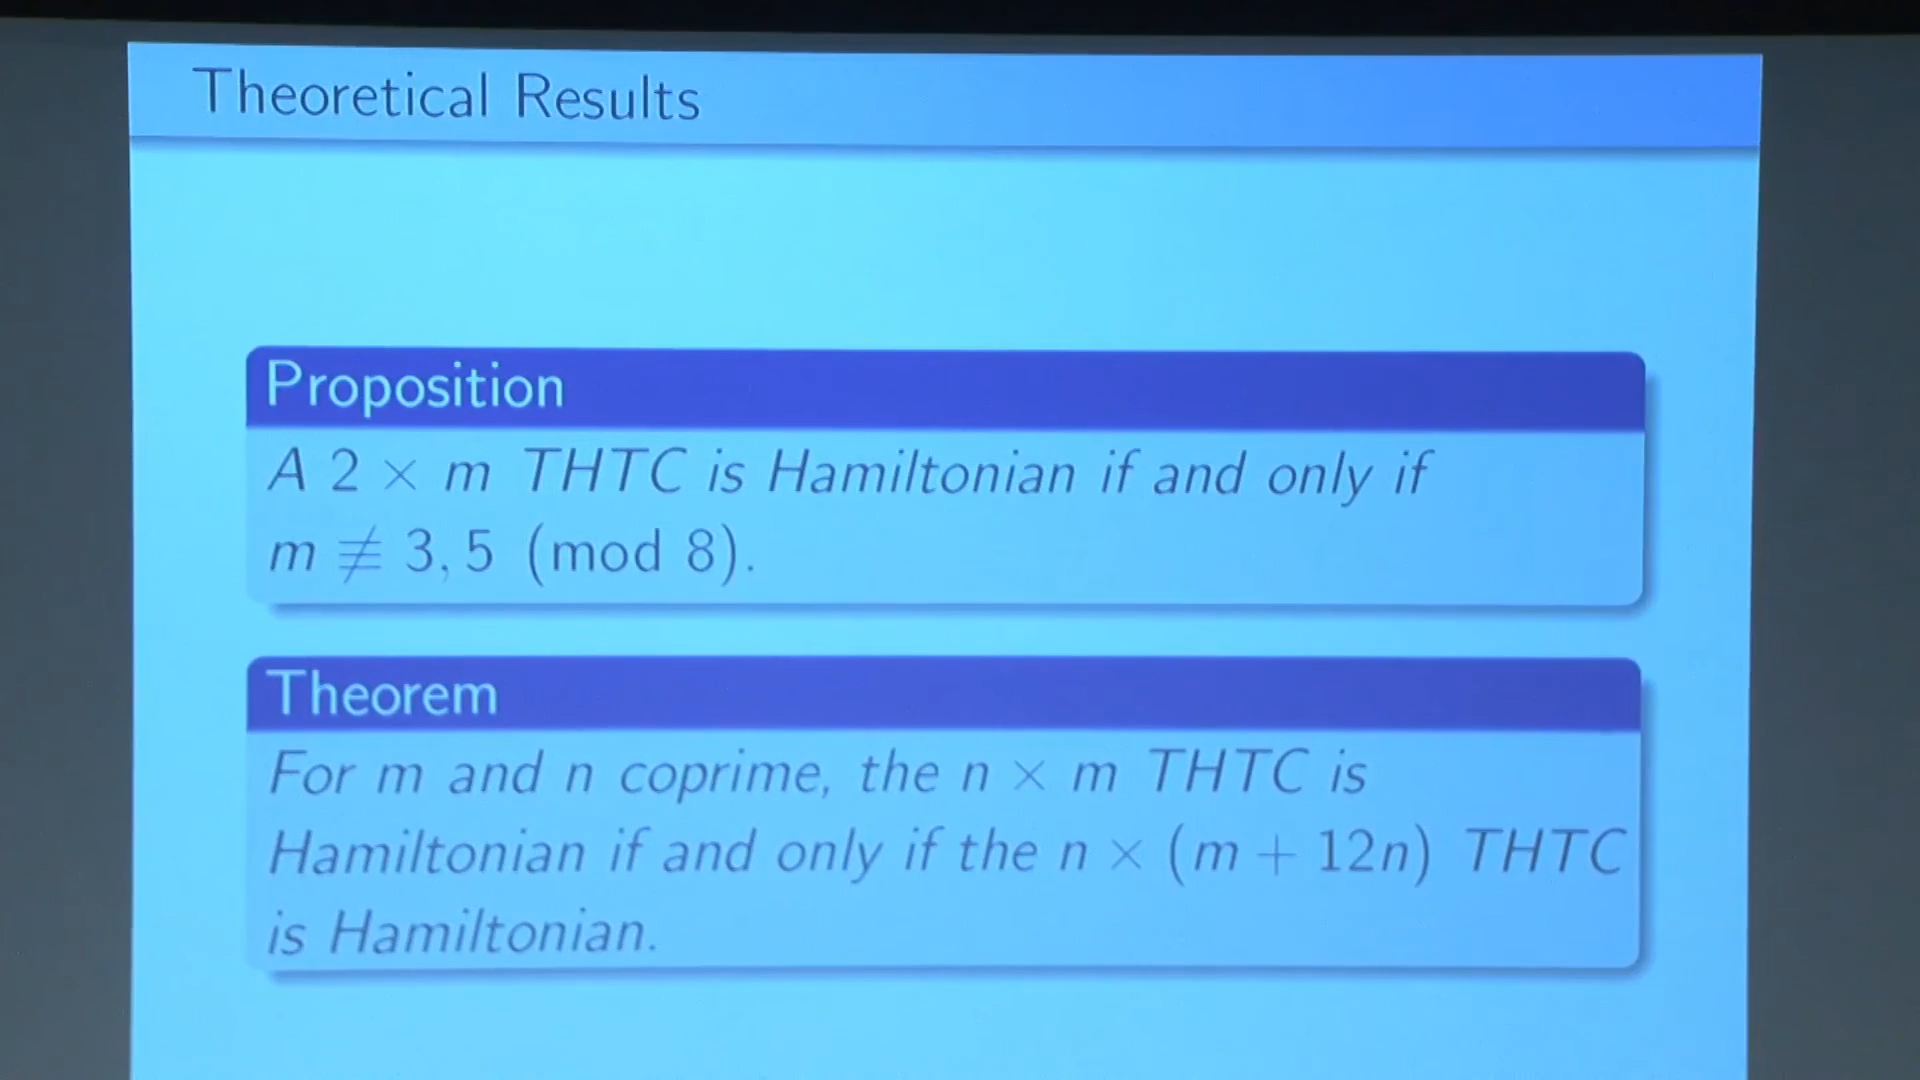 Theoretical Results
Proposition
A 2 × m THTC is Hamiltonian if and only if
m ≢ 3, 5 (mod 8).
Theorem
For m and n coprime, the n × m THTC is
Hamiltonian if and only if the n × (m + 12n) THTC
is Hamiltonian.